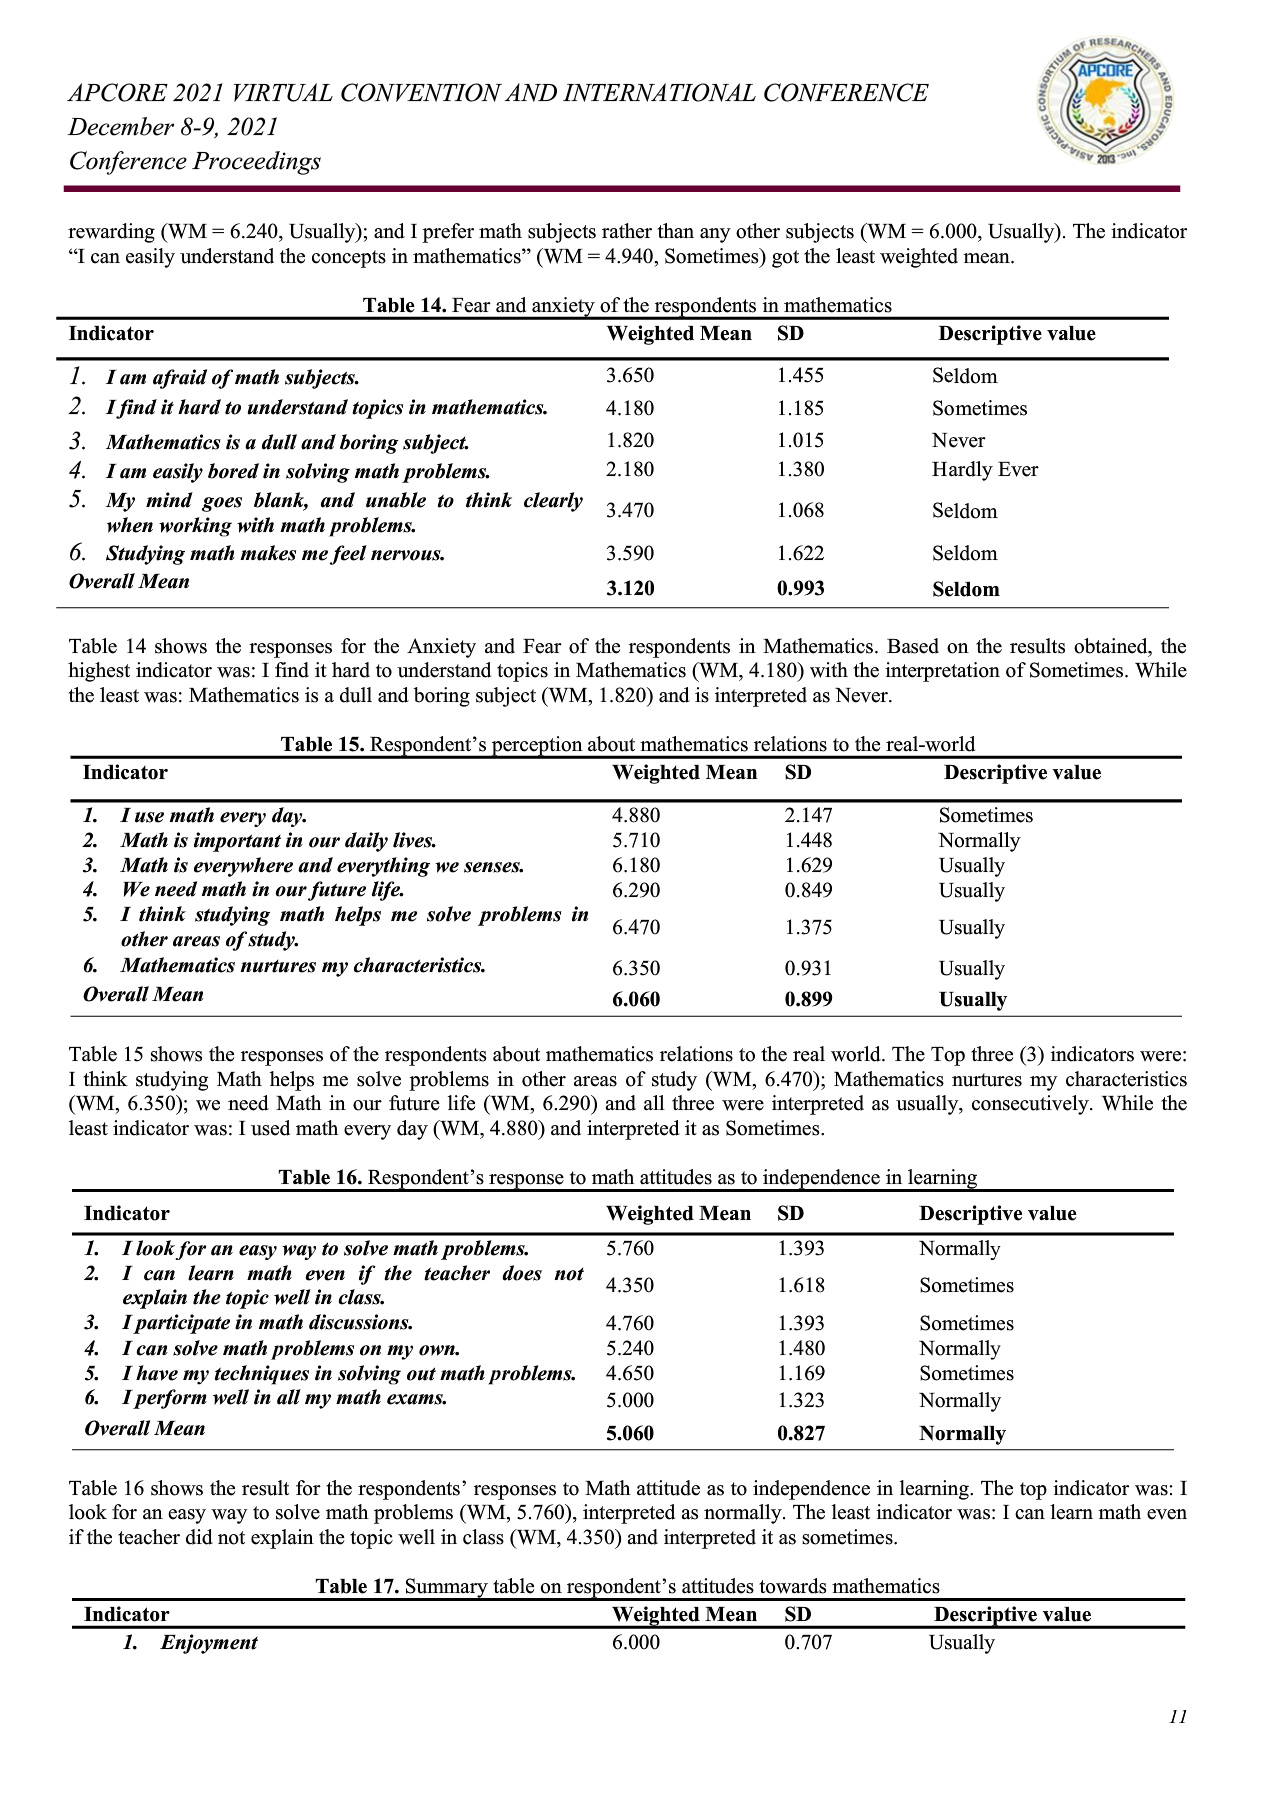 APCORE 2021 VIRTUAL CONVENTION AND INTERNATIONAL CONFERENCE
December 8-9, 2021
Conference Proceedings
ASIA-PACIFIC CONSORTIUM OF RESEARCHERS AND EDUCATORS, Inc.
APCORE
2013
rewarding (WM = 6.240, Usually); and I prefer math subjects rather than any other subjects (WM = 6.000, Usually). The indicator
“I can easily understand the concepts in mathematics” (WM = 4.940, Sometimes) got the least weighted mean.
Table 14. Fear and anxiety of the respondents in mathematics
Indicator Weighted Mean SD Descriptive value
1. I am afraid of math subjects. 3.650 1.455 Seldom
2. I find it hard to understand topics in mathematics. 4.180 1.185 Sometimes
3. Mathematics is a dull and boring subject. 1.820 1.015 Never
4. I am easily bored in solving math problems. 2.180 1.380 Hardly Ever
5. My mind goes blank, and unable to think clearly
when working with math problems. 3.470 1.068 Seldom
6. Studying math makes me feel nervous. 3.590 1.622 Seldom
Overall Mean 3.120 0.993 Seldom
Table 14 shows the responses for the Anxiety and Fear of the respondents in Mathematics. Based on the results obtained, the
highest indicator was: I find it hard to understand topics in Mathematics (WM, 4.180) with the interpretation of Sometimes. While
the least was: Mathematics is a dull and boring subject (WM, 1.820) and is interpreted as Never.
Table 15. Respondent’s perception about mathematics relations to the real-world
Indicator Weighted Mean SD Descriptive value
1. I use math every day. 4.880 2.147 Sometimes
2. Math is important in our daily lives. 5.710 1.448 Normally
3. Math is everywhere and everything we senses. 6.180 1.629 Usually
4. We need math in our future life. 6.290 0.849 Usually
5. I think studying math helps me solve problems in
other areas of study. 6.470 1.375 Usually
6. Mathematics nurtures my characteristics. 6.350 0.931 Usually
Overall Mean 6.060 0.899 Usually
Table 15 shows the responses of the respondents about mathematics relations to the real world. The Top three (3) indicators were:
I think studying Math helps me solve problems in other areas of study (WM, 6.470); Mathematics nurtures my characteristics
(WM, 6.350); we need Math in our future life (WM, 6.290) and all three were interpreted as usually, consecutively. While the
least indicator was: I used math every day (WM, 4.880) and interpreted it as Sometimes.
Table 16. Respondent’s response to math attitudes as to independence in learning
Indicator Weighted Mean SD Descriptive value
1. I look for an easy way to solve math problems. 5.760 1.393 Normally
2. I can learn math even if the teacher does not
explain the topic well in class. 4.350 1.618 Sometimes
3. I participate in math discussions. 4.760 1.393 Sometimes
4. I can solve math problems on my own. 5.240 1.480 Normally
5. I have my techniques in solving out math problems. 4.650 1.169 Sometimes
6. I perform well in all my math exams. 5.000 1.323 Normally
Overall Mean 5.060 0.827 Normally
Table 16 shows the result for the respondents’ responses to Math attitude as to independence in learning. The top indicator was: I
look for an easy way to solve math problems (WM, 5.760), interpreted as normally. The least indicator was: I can learn math even
if the teacher did not explain the topic well in class (WM, 4.350) and interpreted it as sometimes.
Table 17. Summary table on respondent’s attitudes towards mathematics
Indicator Weighted Mean SD Descriptive value
1. Enjoyment 6.000 0.707 Usually
11